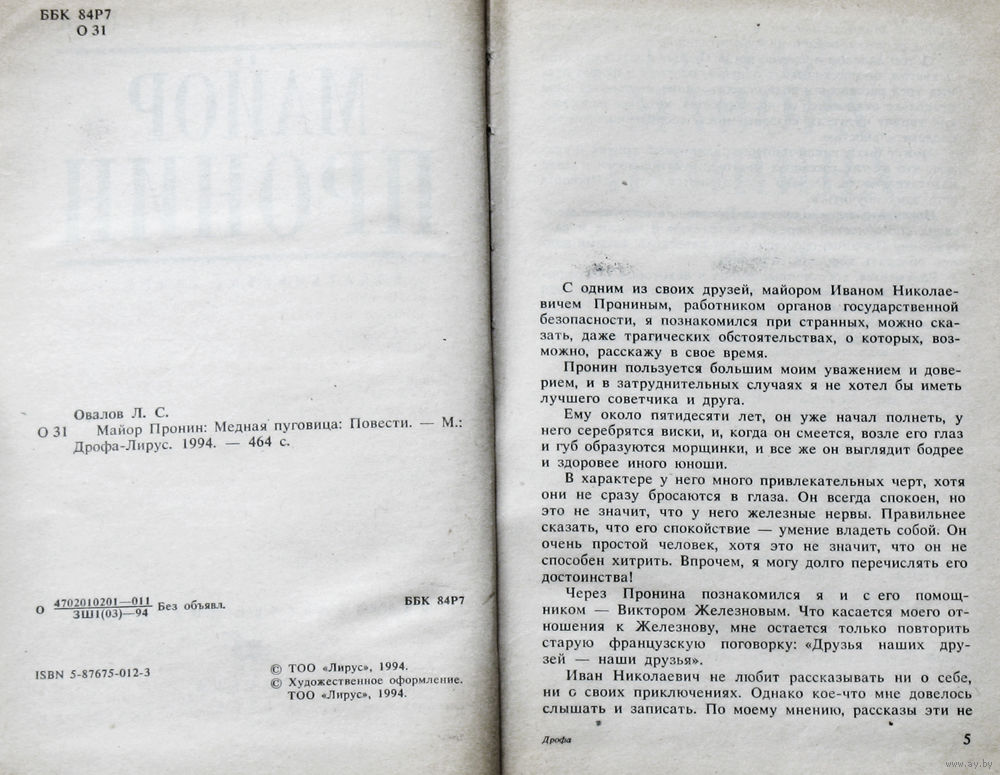 ББК 84Р7
О 31
МАЙОР
ПРОНИН
Овалов Л. С.
О 31 Майор Пронин: Медная пуговица: Повести. — М.:
Дрофа-Лирус. 1994. — 464 с.
О 4702010201—011 Без объявл.
ЗШ1(03)—94
ББК 84Р7
ISBN 5-87675-012-3
© ТОО «Лирус», 1994.
© Художественное оформление.
ТОО «Лирус», 1994.
С одним из своих друзей, майором Иваном Николае-
вичем Прониным, работником органов государственной
безопасности, я познакомился при странных, можно ска-
зать, даже трагических обстоятельствах, о которых, воз-
можно, расскажу в свое время.
Пронин пользуется большим моим уважением и дове-
рием, и в затруднительных случаях я не хотел бы иметь
лучшего советчика и друга.
Ему около пятидесяти лет, он уже начал полнеть, у
него серебрятся виски, и, когда он смеется, возле его глаз
и губ образуются морщинки, и все же он выглядит бодрее
и здоровее иного юноши.
В характере у него много привлекательных черт, хотя
они не сразу бросаются в глаза. Он всегда спокоен, но
это не значит, что у него железные нервы. Правильнее
сказать, что его спокойствие — умение владеть собой. Он
очень простой человек, хотя это не значит, что он не
способен хитрить. Впрочем, я могу долго перечислять его
достоинства!
Через Пронина познакомился я и с его помощ-
ником — Виктором Железновым. Что касается моего от-
ношения к Железнову, мне остается только повторить
старую французскую поговорку: «Друзья наших дру-
зей — наши друзья».
Иван Николаевич не любит рассказывать ни о себе,
ни о своих приключениях. Однако кое-что мне довелось
слышать и записать. По моему мнению, рассказы эти не
Дрофа
5
www.ay.by